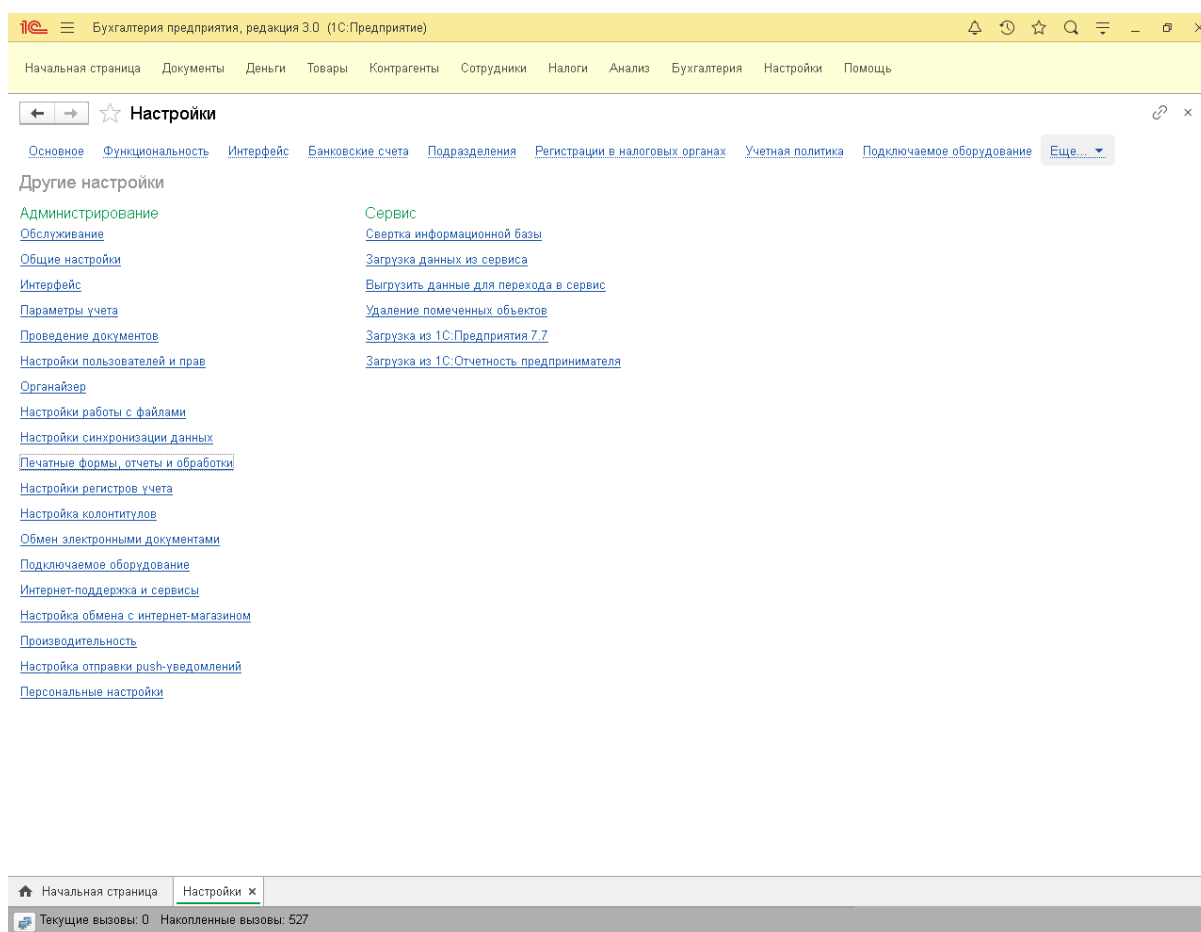 1С Бухгалтерия предприятия, редакция 3.0 (1С:Предприятие)
Начальная страница Документы Деньги Товары Контрагенты Сотрудники Налоги Анализ Бухгалтерия Настройки Помощь
Настройки
Основное Функциональность Интерфейс Банковские счета Подразделения Регистрации в налоговых органах Учетная политика Подключаемое оборудование Еще...
Другие настройки
Администрирование
Обслуживание
Общие настройки
Интерфейс
Параметры учета
Проведение документов
Настройки пользователей и прав
Органайзер
Настройки работы с файлами
Настройки синхронизации данных
Печатные формы, отчеты и обработки
Настройки регистров учета
Настройка колонтитулов
Обмен электронными документами
Подключаемое оборудование
Интернет-поддержка и сервисы
Настройка обмена с интернет-магазином
Производительность
Настройка отправки push-уведомлений
Персональные настройки
Сервис
Свертка информационной базы
Загрузка данных из сервиса
Выгрузить данные для перехода в сервис
Удаление помеченных объектов
Загрузка из 1С:Предприятия 7.7
Загрузка из 1С:Отчетность предпринимателя
Начальная страница Настройки
Текущие вызовы: 0 Накопленные вызовы: 527